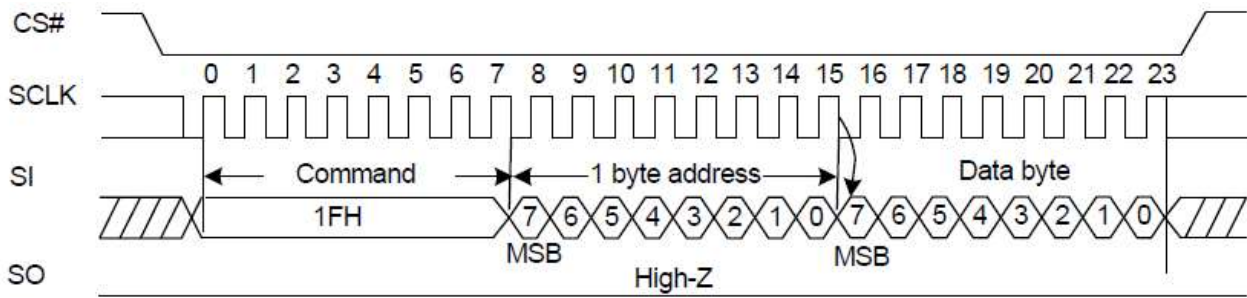 CS#
0 1 2 3 4 5 6 7 8 9 10 11 12 13 14 15 16 17 18 19 20 21 22 23
SCLK
SI
Command 1 byte address Data byte
1FH 7 6 5 4 3 2 1 0 7 6 5 4 3 2 1 0
MSB MSB
SO High-Z